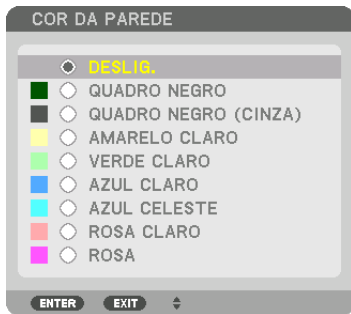 COR DA PAREDE
DESLIG.
QUADRO NEGRO
QUADRO NEGRO (CINZA)
AMARELO CLARO
VERDE CLARO
AZUL CLARO
AZUL CELESTE
ROSA CLARO
ROSA
ENTER EXIT